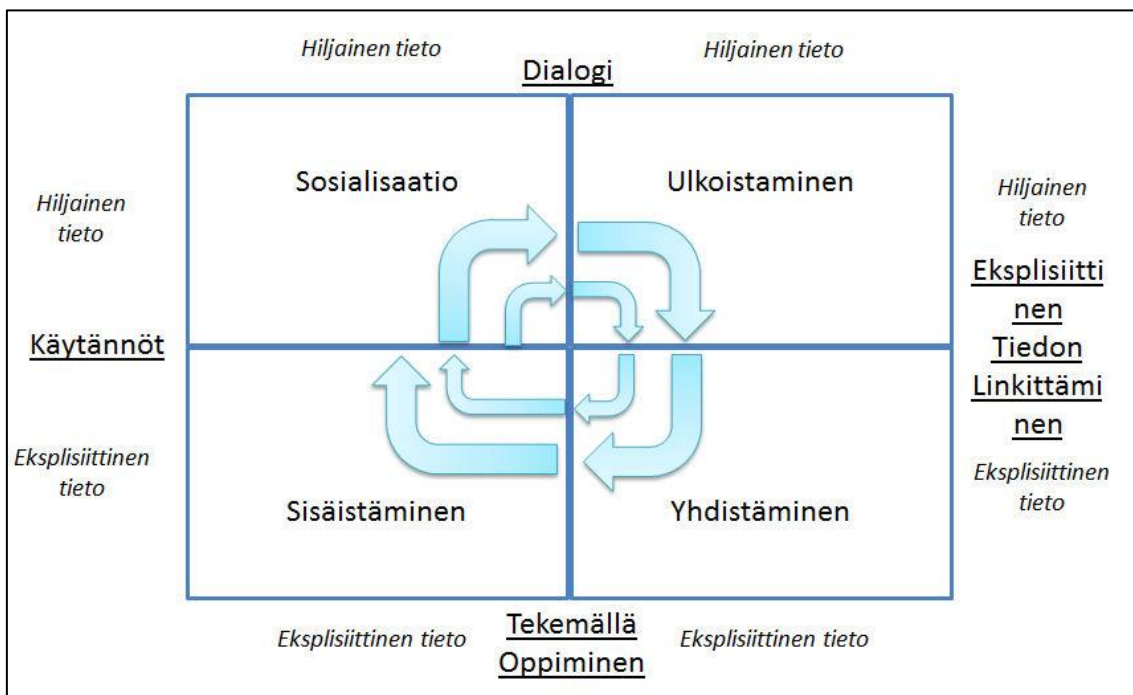 Hiljainen tieto
Hiljainen tieto
Dialogi
Sosialisaatio
Ulkoistaminen
Hiljainen
tieto
Hiljainen
tieto
Käytännöt
Eksplisiitti
nen
Tiedon
Linkittämi
nen
Eksplisiittinen
tieto
Eksplisiittinen
tieto
Sisäistäminen
Yhdistäminen
Eksplisiittinen tieto
Tekemällä
Oppiminen
Eksplisiittinen tieto